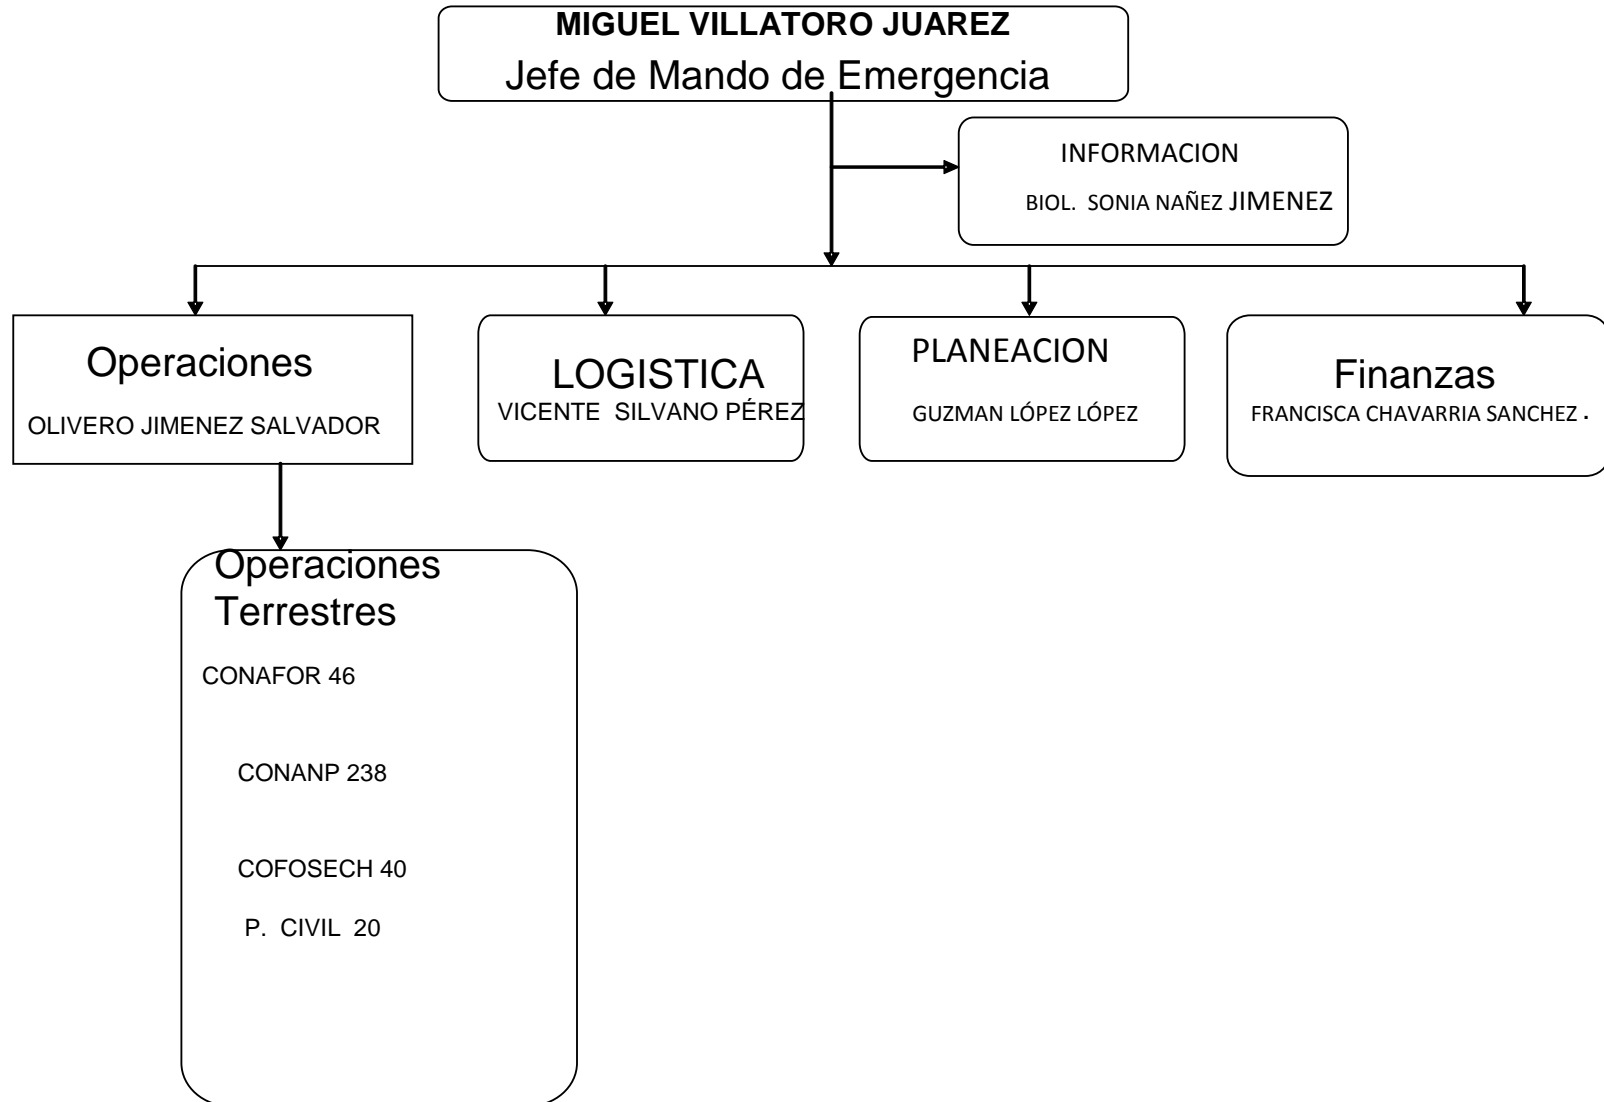 MIGUEL VILLATORO JUAREZ
Jefe de Mando de Emergencia
INFORMACION
BIOL. SONIA NAÑEZ JIMENEZ
Operaciones
OLIVERO JIMENEZ SALVADOR
LOGISTICA
VICENTE SILVANO PÉREZ
PLANEACION
GUZMAN LÓPEZ LÓPEZ
Finanzas
FRANCISCA CHAVARRIA SANCHEZ .
Operaciones
Terrestres
CONAFOR 46
CONANP 238
COFOSECH 40
P. CIVIL 20